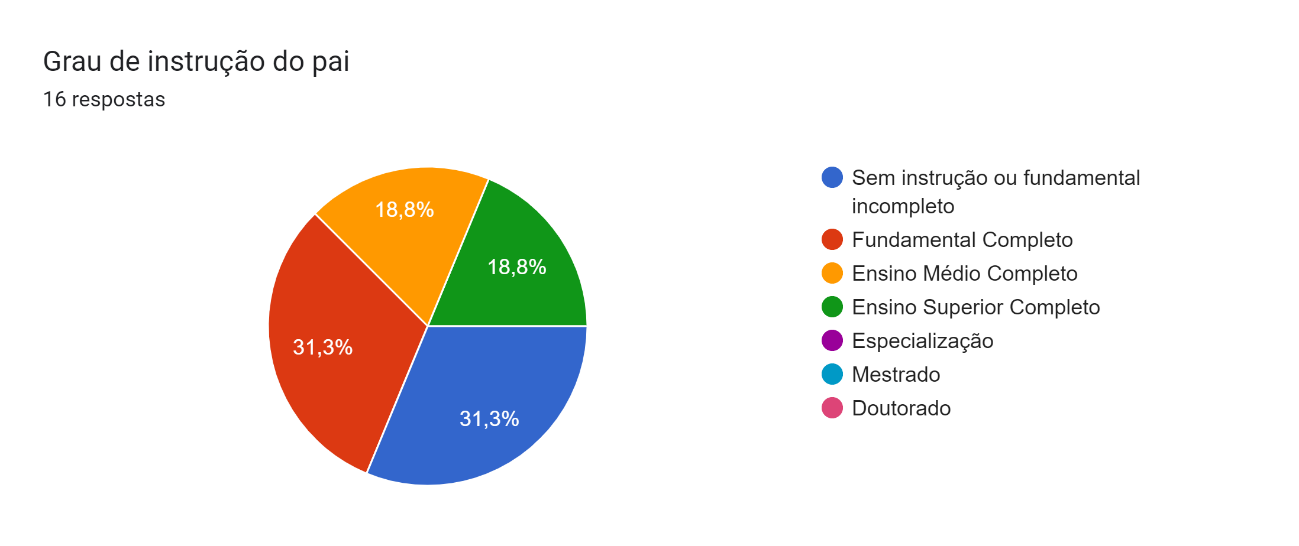 Grau de instrução do pai
16 respostas
18,8%
18,8%
31,3%
31,3%
Sem instrução ou fundamental
incompleto
Fundamental Completo
Ensino Médio Completo
Ensino Superior Completo
Especialização
Mestrado
Doutorado